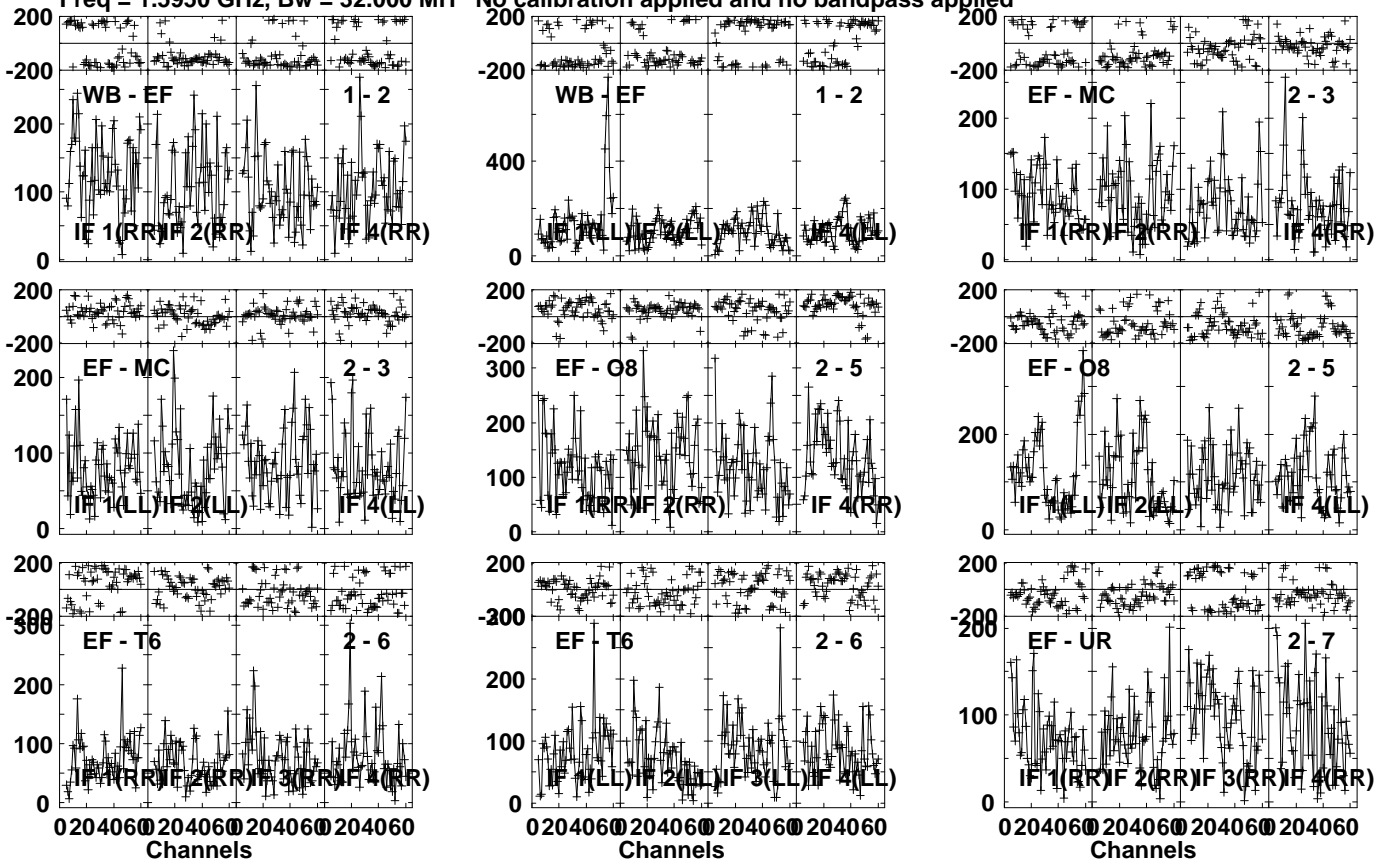 Freq = 1.5950 GHz, Bw = 32.000 MH No calibration applied and no bandpass applied
200
-200
WB - EF 1 - 2
200
100
0
IF 1(RR) IF 2(RR) IF 4(RR)
200
-200
WB - EF 1 - 2
400
200
0
IF 1(LL) IF 2(LL) IF 4(LL)
200
-200
EF - MC 2 - 3
200
100
0
IF 1(RR) IF 2(RR) IF 4(RR)
200
-200
EF - MC 2 - 3
200
100
0
IF 1(LL) IF 2(LL) IF 4(LL)
200
-200
EF - O8 2 - 5
300
200
100
0
IF 1(RR) IF 2(RR) IF 4(RR)
200
-200
EF - O8 2 - 5
200
0
IF 1(LL) IF 2(LL) IF 4(LL)
200
-200
300
EF - T6 2 - 6
200
100
0
IF 1(RR) IF 2(RR) IF 3(RR) IF 4(RR)
0 20 40 60 0 20 40 60 0 20 40 60 0 20 40 60
Channels
200
-200
300
EF - T6 2 - 6
200
100
0
IF 1(LL) IF 2(LL) IF 3(LL) IF 4(LL)
0 20 40 60 0 20 40 60 0 20 40 60 0 20 40 60
Channels
200
-200
EF - UR 2 - 7
200
100
0
IF 1(RR) IF 2(RR) IF 3(RR) IF 4(RR)
0 20 40 60 0 20 40 60 0 20 40 60 0 20 40 60
Channels